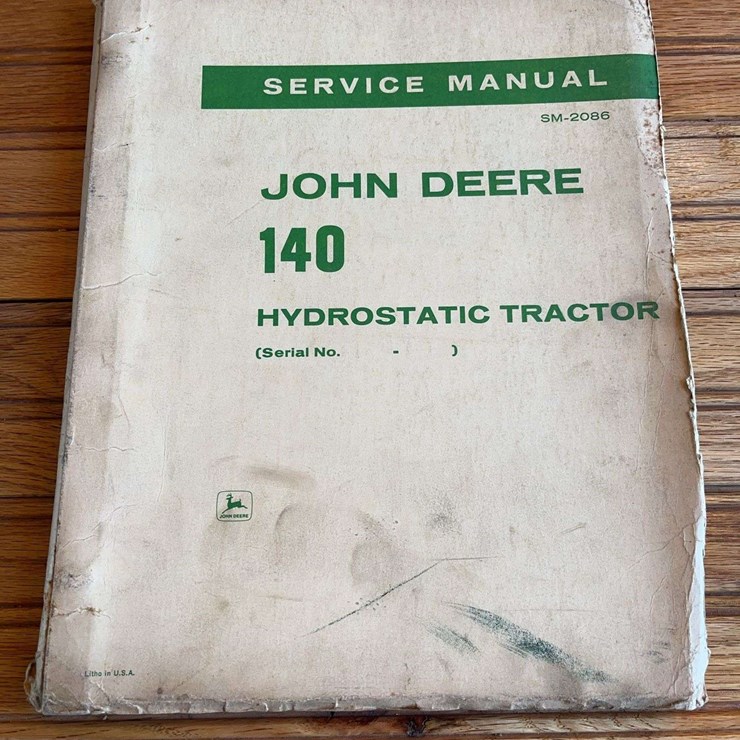 SERVICE MANUAL
SM-2086
JOHN DEERE
140
HYDROSTATIC TRACTOR
(Serial No. - )
JOHN DEERE
Litho in U.S.A.